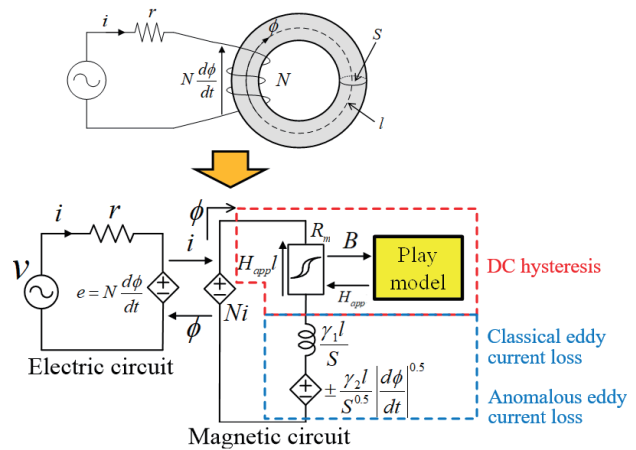 i r ϕ S
N dϕ/dt N l
i r ϕ R_m B Play model DC hysteresis
i H_app l H_app
v e = N dϕ/dt Ni
ϕ γ₁l/S Classical eddy current loss
Electric circuit ± γ₂l/S^0.5 |dϕ/dt|^0.5 Anomalous eddy current loss
Magnetic circuit